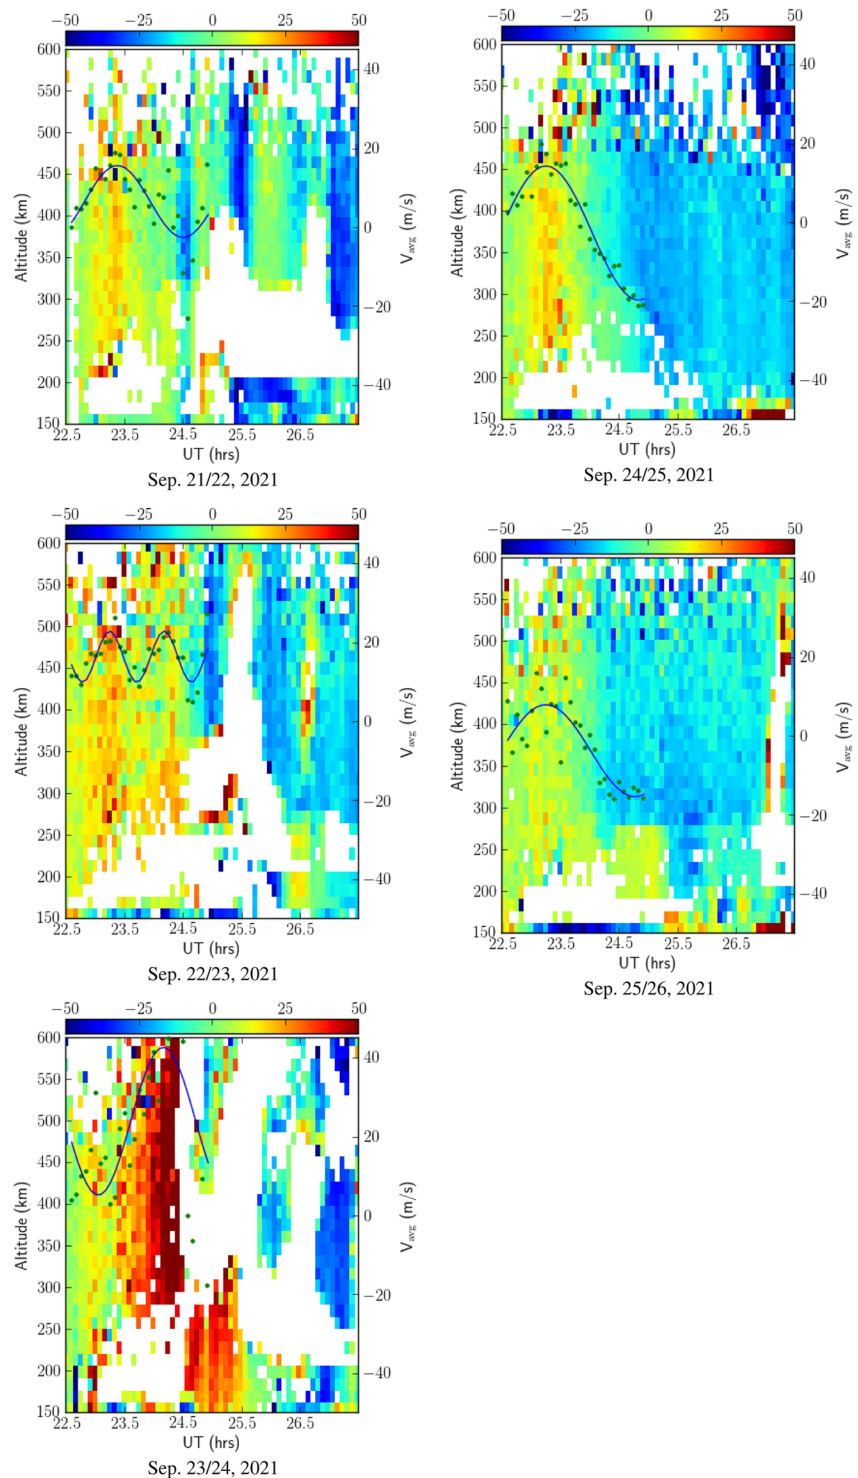 −50 −25 0 25 50
600 550 500 450 400 350 300 250 200 150
Altitude (km)
40 20 0 −20 −40
V_avg (m/s)
22.5 23.5 24.5 25.5 26.5
UT (hrs)
Sep. 21/22, 2021
−50 −25 0 25 50
600 550 500 450 400 350 300 250 200 150
Altitude (km)
40 20 0 −20 −40
V_avg (m/s)
22.5 23.5 24.5 25.5 26.5
UT (hrs)
Sep. 24/25, 2021
−50 −25 0 25 50
600 550 500 450 400 350 300 250 200 150
Altitude (km)
40 20 0 −20 −40
V_avg (m/s)
22.5 23.5 24.5 25.5 26.5
UT (hrs)
Sep. 22/23, 2021
−50 −25 0 25 50
600 550 500 450 400 350 300 250 200 150
Altitude (km)
40 20 0 −20 −40
V_avg (m/s)
22.5 23.5 24.5 25.5 26.5
UT (hrs)
Sep. 25/26, 2021
−50 −25 0 25 50
600 550 500 450 400 350 300 250 200 150
Altitude (km)
40 20 0 −20 −40
V_avg (m/s)
22.5 23.5 24.5 25.5 26.5
UT (hrs)
Sep. 23/24, 2021